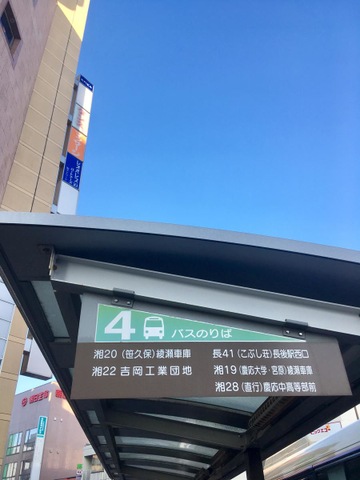 4 バスのりば
湘20 (笹久保) 綾瀬車庫
湘22 吉岡工業団地
長41 (こぶし荘) 長後駅西口
湘19 (慶応大学・宮原) 綾瀬車庫
湘28 (直行) 慶応中高等部前